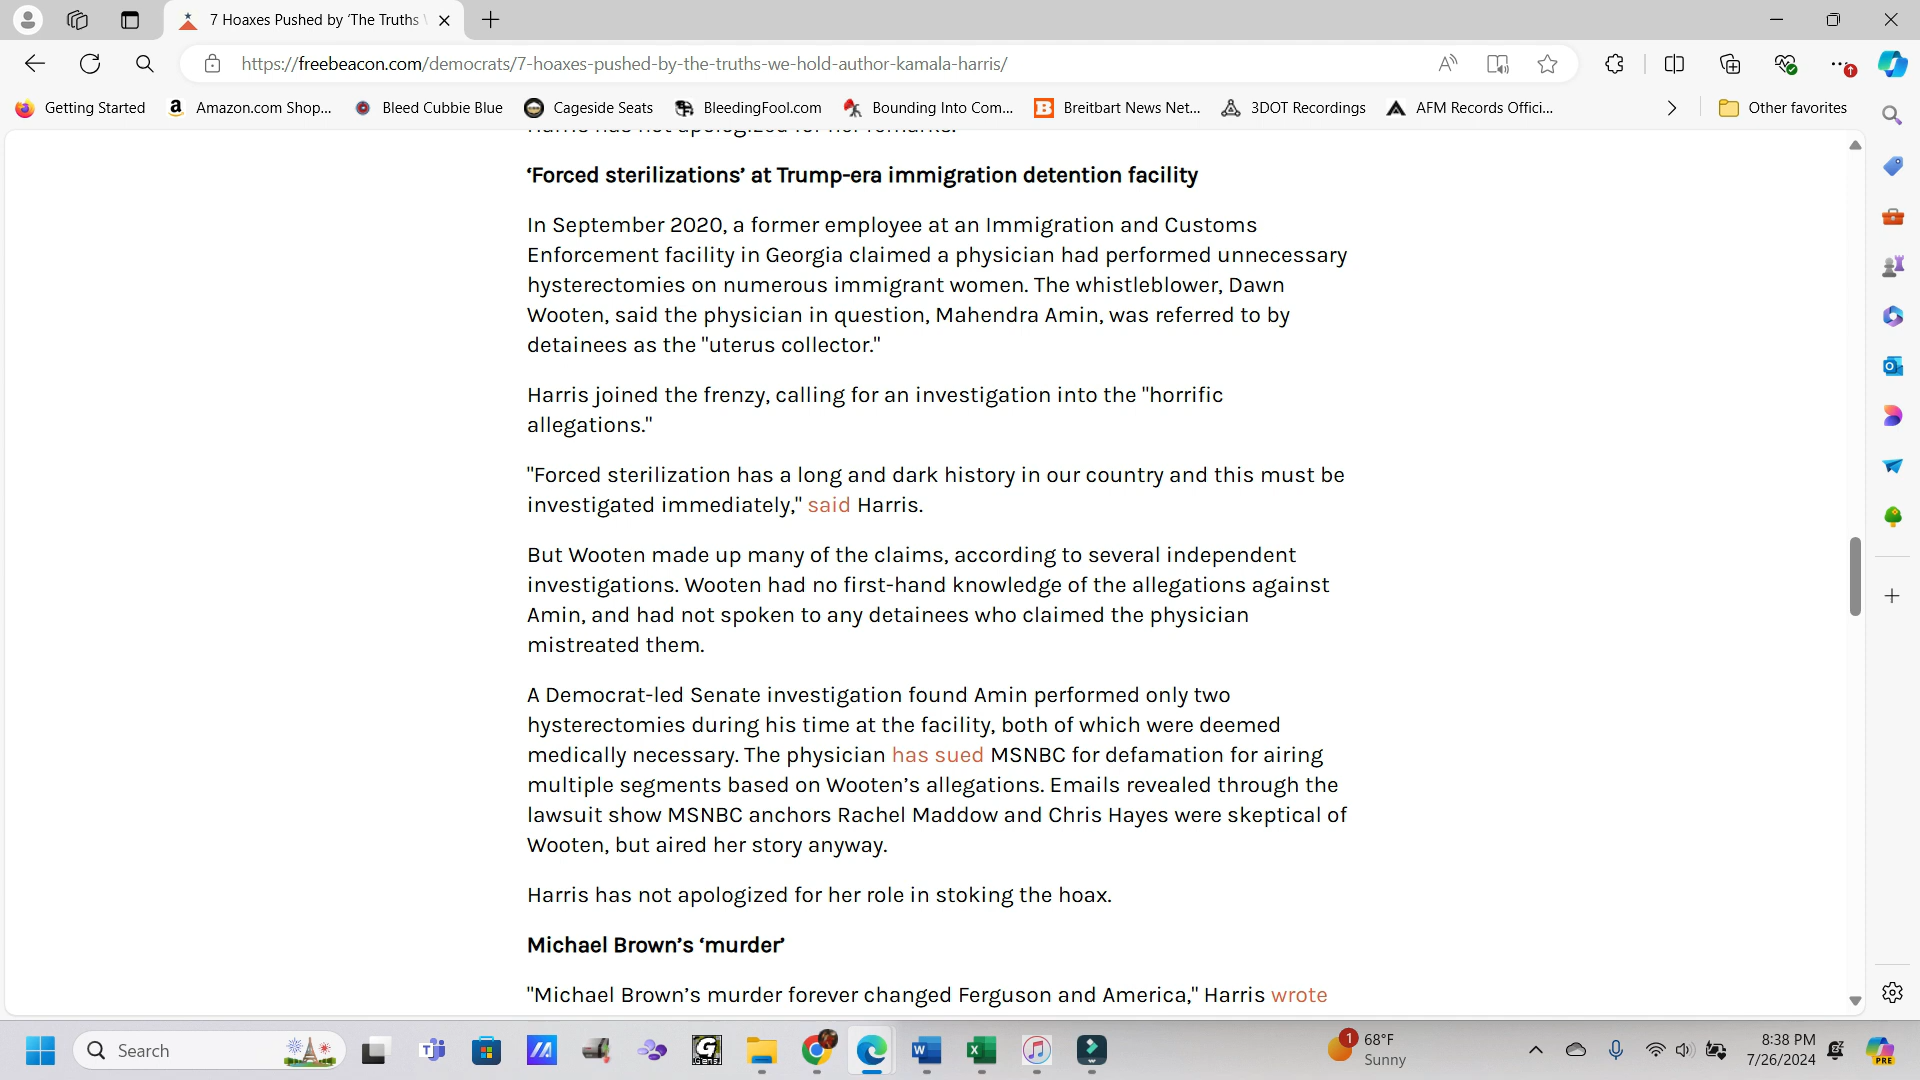 7 Hoaxes Pushed by 'The Truths
https://freebeacon.com/democrats/7-hoaxes-pushed-by-the-truths-we-hold-author-kamala-harris/
Getting Started
Amazon.com Shop...
Bleed Cubbie Blue
Cageside Seats
BleedingFool.com
Bounding Into Com...
Breitbart News Net...
3DOT Recordings
AFM Records Offici...
Other favorites
Harris has not apologized for her remarks.
‘Forced sterilizations’ at Trump-era immigration detention facility
In September 2020, a former employee at an Immigration and Customs
Enforcement facility in Georgia claimed a physician had performed unnecessary
hysterectomies on numerous immigrant women. The whistleblower, Dawn
Wooten, said the physician in question, Mahendra Amin, was referred to by
detainees as the "uterus collector."
Harris joined the frenzy, calling for an investigation into the "horrific
allegations."
"Forced sterilization has a long and dark history in our country and this must be
investigated immediately," said Harris.
But Wooten made up many of the claims, according to several independent
investigations. Wooten had no first-hand knowledge of the allegations against
Amin, and had not spoken to any detainees who claimed the physician
mistreated them.
A Democrat-led Senate investigation found Amin performed only two
hysterectomies during his time at the facility, both of which were deemed
medically necessary. The physician has sued MSNBC for defamation for airing
multiple segments based on Wooten’s allegations. Emails revealed through the
lawsuit show MSNBC anchors Rachel Maddow and Chris Hayes were skeptical of
Wooten, but aired her story anyway.
Harris has not apologized for her role in stoking the hoax.
Michael Brown’s ‘murder’
"Michael Brown’s murder forever changed Ferguson and America," Harris wrote
Search
1
68°F
Sunny
8:38 PM
7/26/2024
PRE